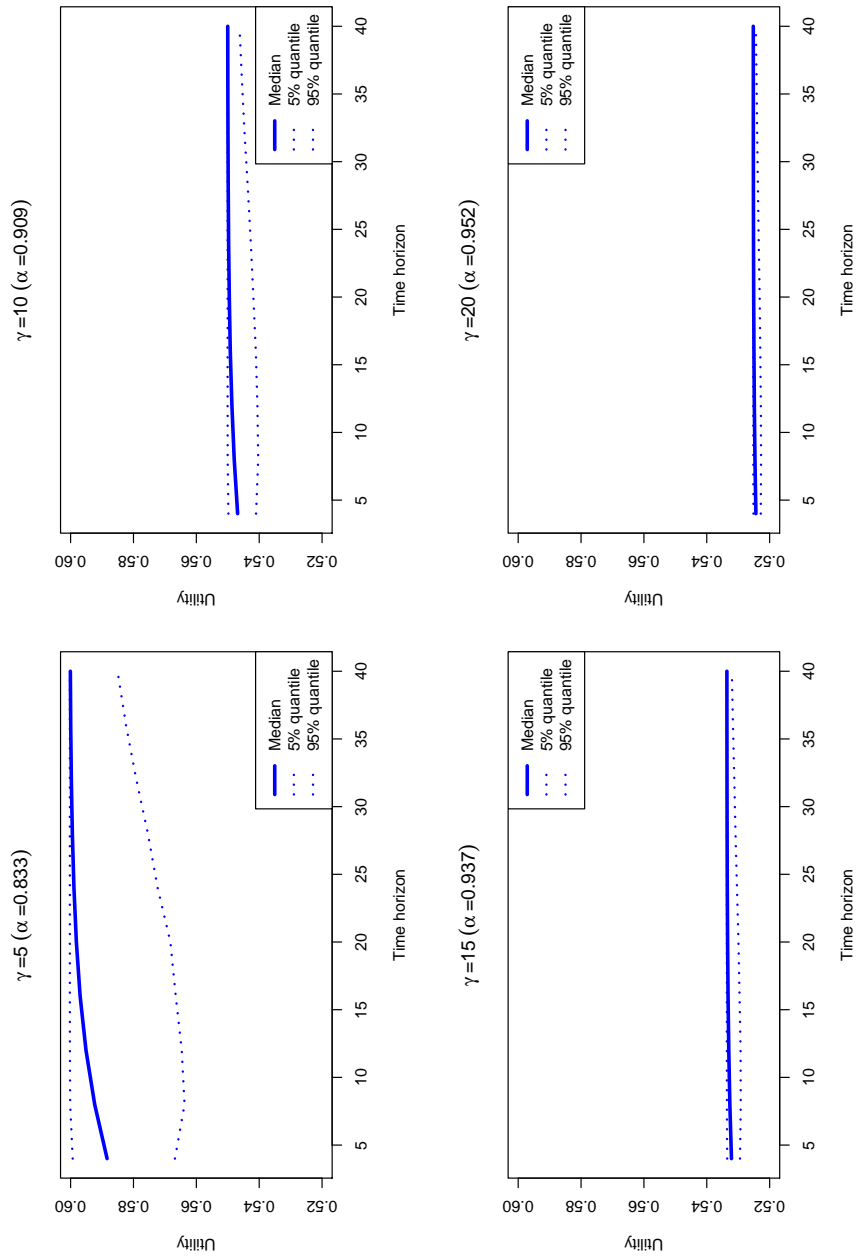 γ =5 ( α =0.833)
Utility
0.52 0.54 0.56 0.58 0.60
5 10 15 20 25 30 35 40
Time horizon
Median
5% quantile
95% quantile
γ =10 ( α =0.909)
Utility
0.52 0.54 0.56 0.58 0.60
5 10 15 20 25 30 35 40
Time horizon
Median
5% quantile
95% quantile
γ =15 ( α =0.937)
Utility
0.52 0.54 0.56 0.58 0.60
5 10 15 20 25 30 35 40
Time horizon
Median
5% quantile
95% quantile
γ =20 ( α =0.952)
Utility
0.52 0.54 0.56 0.58 0.60
5 10 15 20 25 30 35 40
Time horizon
Median
5% quantile
95% quantile